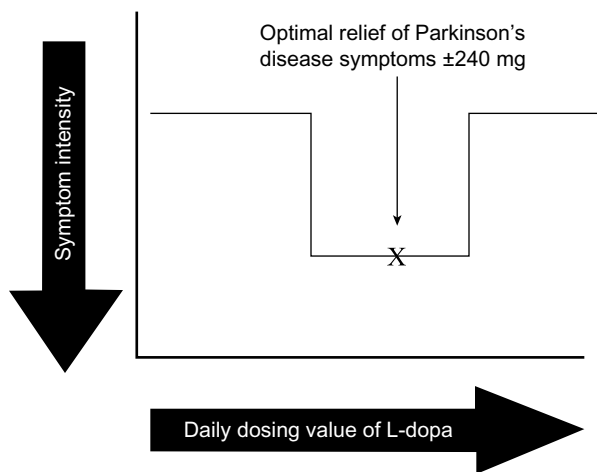 Optimal relief of Parkinson’s
disease symptoms ±240 mg
Symptom intensity
X
Daily dosing value of L-dopa